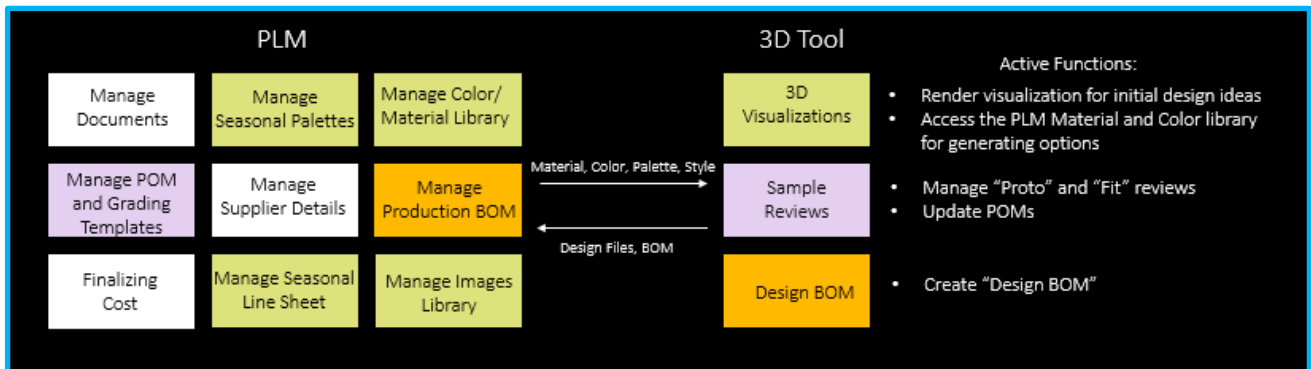 PLM
3D Tool
Active Functions:
Manage
Documents
Manage
Seasonal Palettes
Manage Color/
Material Library
3D
Visualizations
• Render visualization for initial design ideas
• Access the PLM Material and Color library
for generating options
Manage POM
and Grading
Templates
Manage
Supplier Details
Manage
Production BOM
Material, Color, Palette, Style
Design Files, BOM
Sample
Reviews
• Manage “Proto” and “Fit” reviews
• Update POMs
Finalizing
Cost
Manage Seasonal
Line Sheet
Manage Images
Library
Design BOM
• Create “Design BOM”